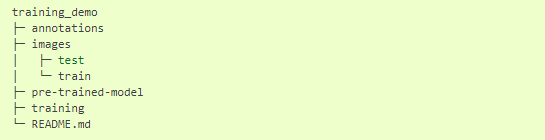 training_demo
├─ annotations
├─ images
│   ├─ test
│   └─ train
├─ pre-trained-model
├─ training
└─ README.md